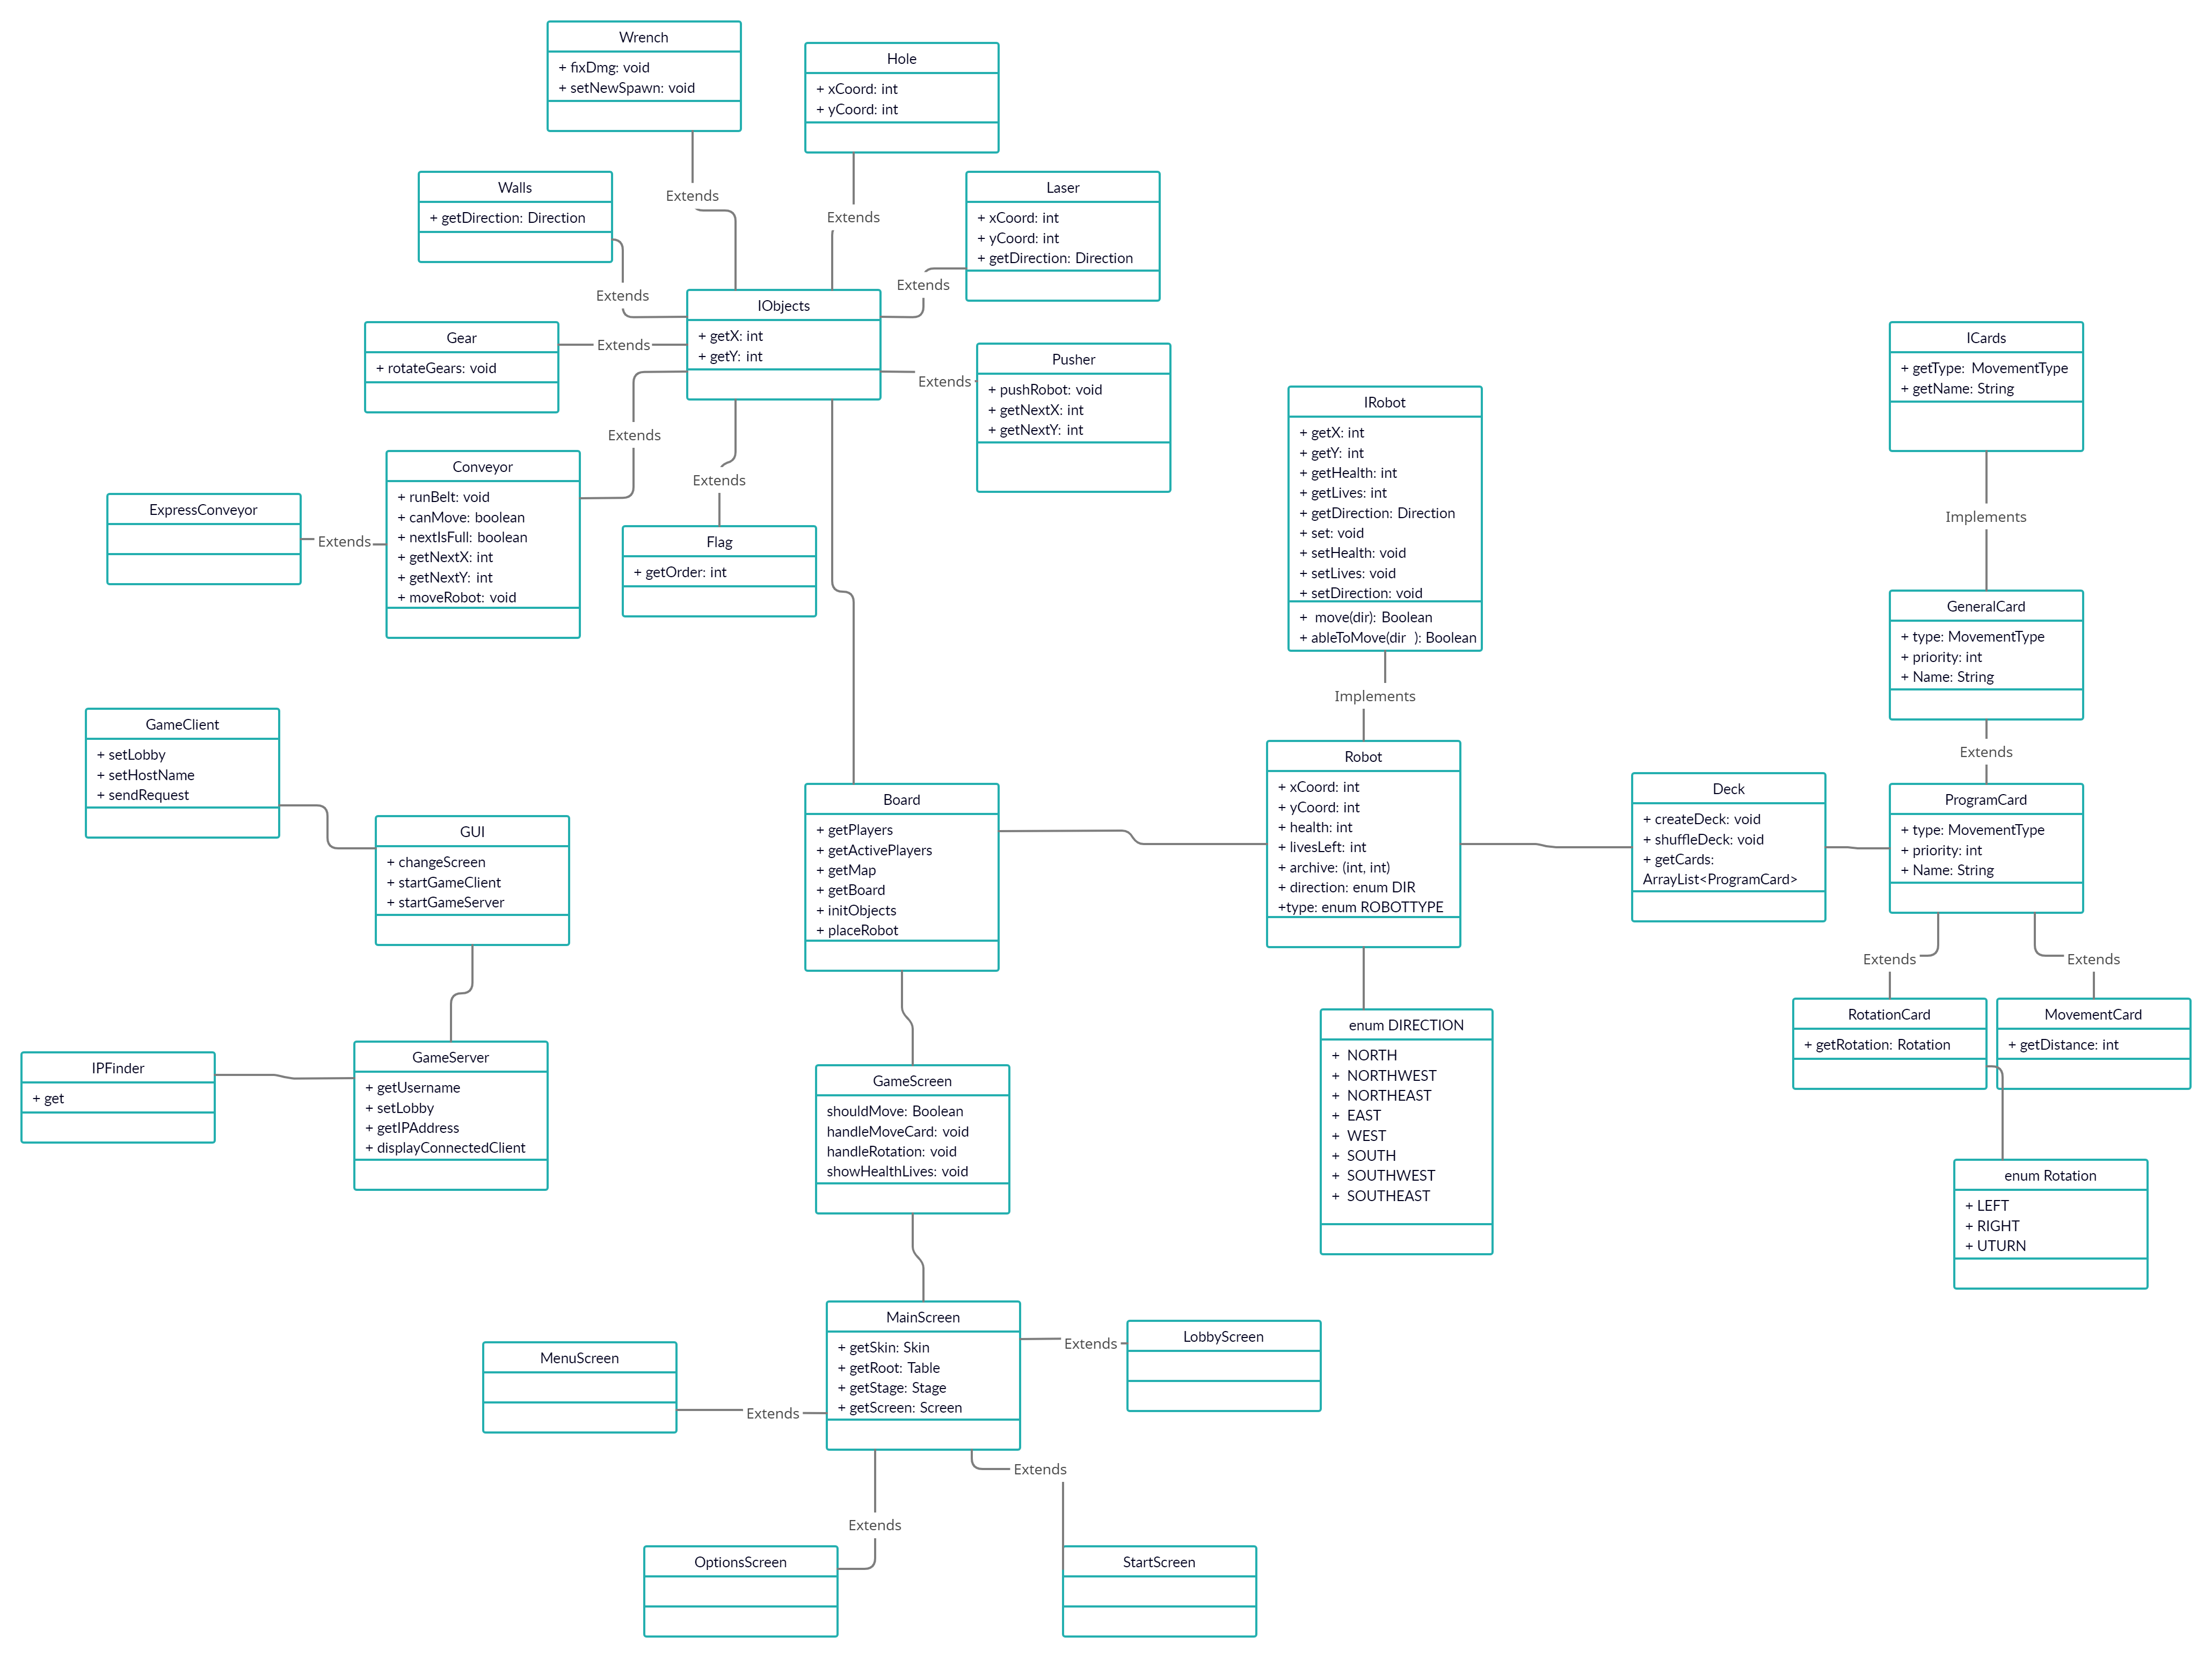 Wrench
+ fixDmg: void
+ setNewSpawn: void
Hole
+ xCoord: int
+ yCoord: int
Extends
Extends
Walls
+ getDirection: Direction
Laser
+ xCoord: int
+ yCoord: int
+ getDirection: Direction
Extends
Extends
IObjects
+ getX: int
+ getY: int
Gear
+ rotateGears: void
Extends
Pusher
+ pushRobot: void
+ getNextX: int
+ getNextY: int
Extends
Extends
Conveyor
+ runBelt: void
+ canMove: boolean
+ nextIsFull: boolean
+ getNextX: int
+ getNextY: int
+ moveRobot: void
ExpressConveyor
Extends
Extends
Flag
+ getOrder: int
IRobot
+ getX: int
+ getY: int
+ getHealth: int
+ getLives: int
+ getDirection: Direction
+ set: void
+ setHealth: void
+ setLives: void
+ setDirection: void
+ move(dir): Boolean
+ ableToMove(dir ): Boolean
Implements
ICards
+ getType: MovementType
+ getName: String
Implements
GeneralCard
+ type: MovementType
+ priority: int
+ Name: String
Extends
GameClient
+ setLobby
+ setHostName
+ sendRequest
GUI
+ changeScreen
+ startGameClient
+ startGameServer
Board
+ getPlayers
+ getActivePlayers
+ getMap
+ getBoard
+ initObjects
+ placeRobot
Robot
+ xCoord: int
+ yCoord: int
+ health: int
+ livesLeft: int
+ archive: (int, int)
+ direction: enum DIR
+type: enum ROBOTTYPE
Deck
+ createDeck: void
+ shuffleDeck: void
+ getCards:
ArrayList<ProgramCard>
ProgramCard
+ type: MovementType
+ priority: int
+ Name: String
Extends
Extends
RotationCard
+ getRotation: Rotation
MovementCard
+ getDistance: int
IPFinder
+ get
GameServer
+ getUsername
+ setLobby
+ getIPAddress
+ displayConnectedClient
GameScreen
shouldMove: Boolean
handleMoveCard: void
handleRotation: void
showHealthLives: void
enum DIRECTION
+ NORTH
+ NORTHWEST
+ NORTHEAST
+ EAST
+ WEST
+ SOUTH
+ SOUTHWEST
+ SOUTHEAST
enum Rotation
+ LEFT
+ RIGHT
+ UTURN
MainScreen
+ getSkin: Skin
+ getRoot: Table
+ getStage: Stage
+ getScreen: Screen
Extends
LobbyScreen
MenuScreen
Extends
Extends
Extends
OptionsScreen
StartScreen